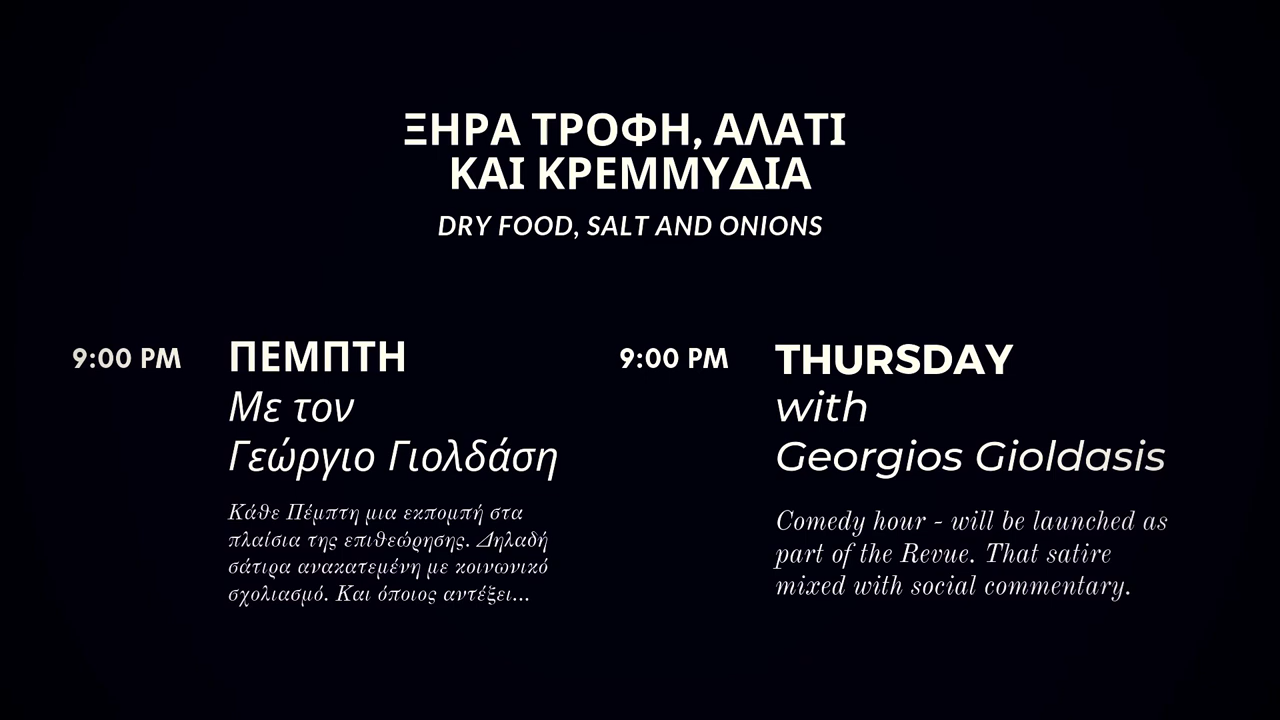 ΞΗΡΑ ΤΡΟΦΗ, ΑΛΑΤΙ
ΚΑΙ ΚΡΕΜΜΥΔΙΑ
DRY FOOD, SALT AND ONIONS
9:00 PM
ΠΕΜΠΤΗ
Με τον
Γεώργιο Γιολδάση
Κάθε Πέμπτη μια εκπομπή στα
πλαίσια της επιθεώρησης. Δηλαδή
σάτιρα ανακατεμένη με κοινωνικό
σχολιασμό. Και όποιος αντέξει...
9:00 PM
THURSDAY
with
Georgios Gioldasis
Comedy hour - will be launched as
part of the Revue. That satire
mixed with social commentary.